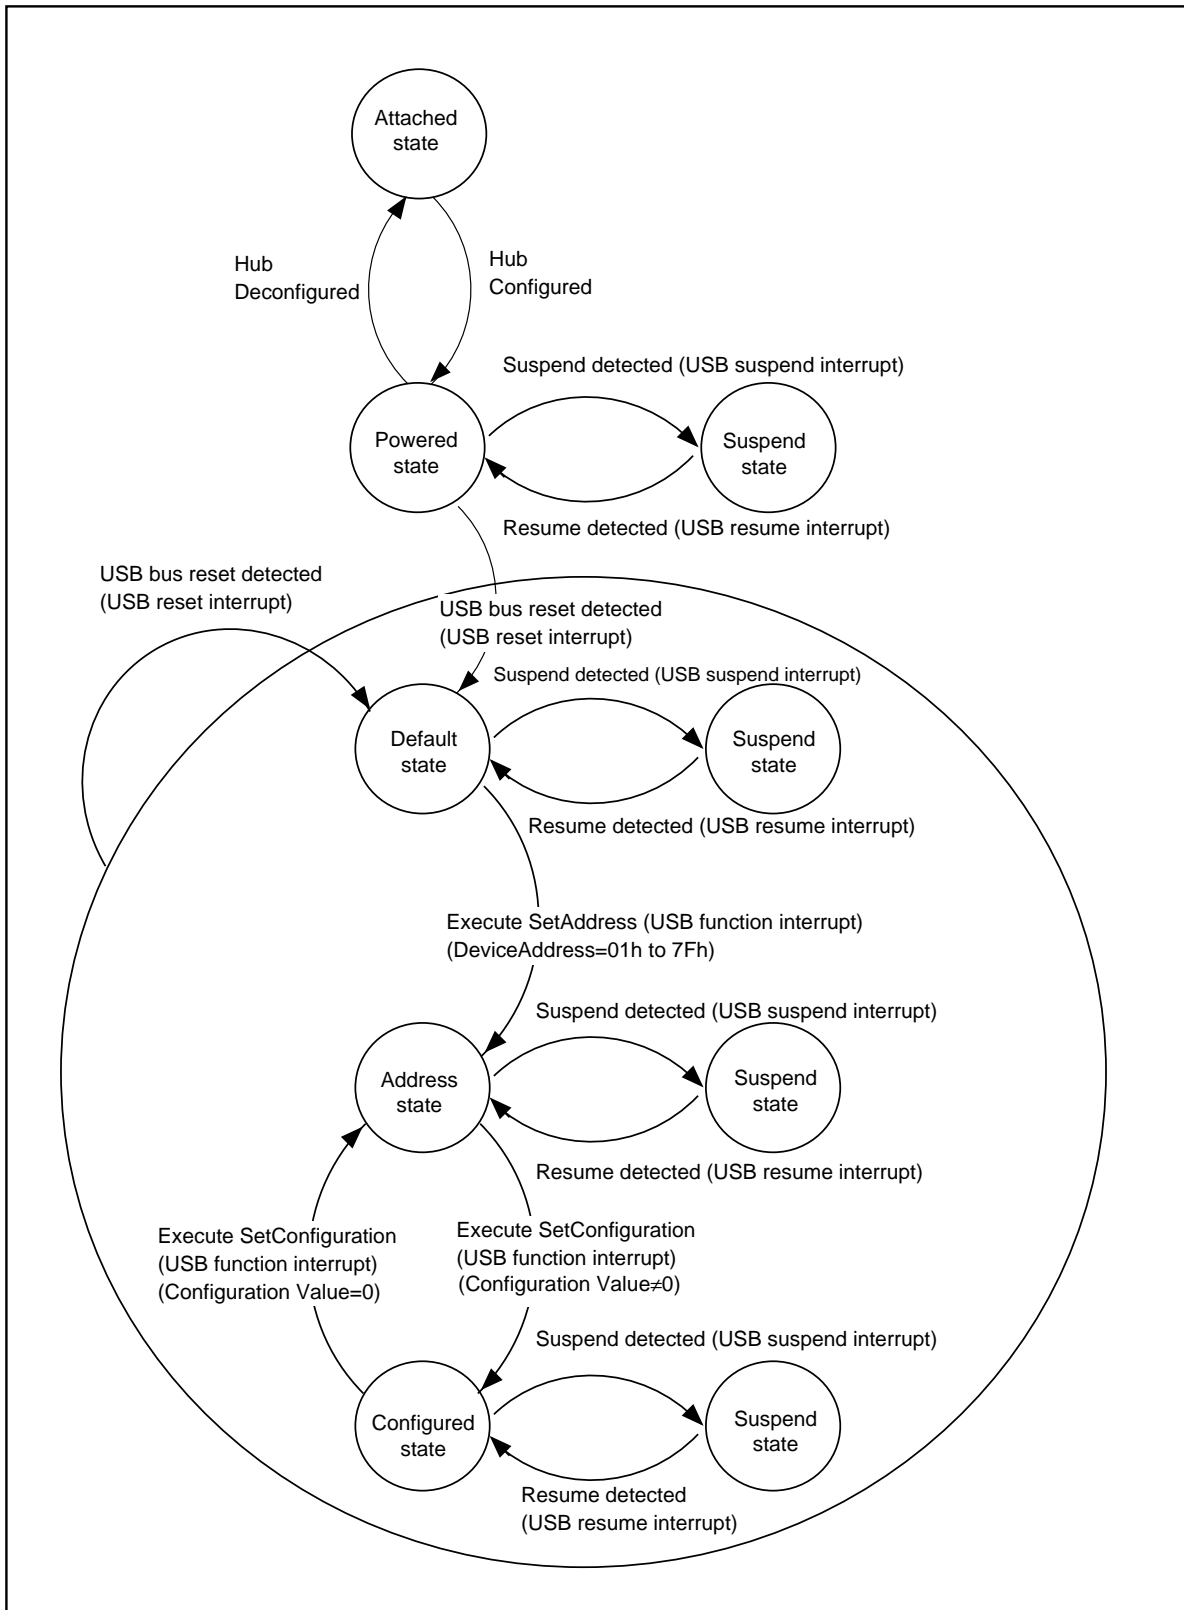 Attached
state
Hub
Deconfigured
Hub
Configured
Suspend detected (USB suspend interrupt)
Powered
state
Suspend
state
Resume detected (USB resume interrupt)
USB bus reset detected
(USB reset interrupt)
USB bus reset detected
(USB reset interrupt)
Suspend detected (USB suspend interrupt)
Default
state
Suspend
state
Resume detected (USB resume interrupt)
Execute SetAddress (USB function interrupt)
(DeviceAddress=01h to 7Fh)
Suspend detected (USB suspend interrupt)
Address
state
Suspend
state
Resume detected (USB resume interrupt)
Execute SetConfiguration
(USB function interrupt)
(Configuration Value=0)
Execute SetConfiguration
(USB function interrupt)
(Configuration Value≠0)
Suspend detected (USB suspend interrupt)
Configured
state
Suspend
state
Resume detected
(USB resume interrupt)